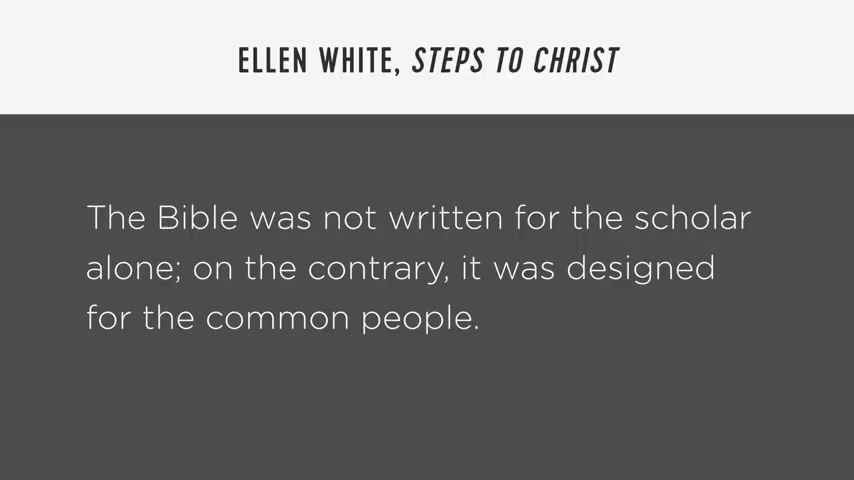 ELLEN WHITE, STEPS TO CHRIST
The Bible was not written for the scholar
alone; on the contrary, it was designed
for the common people.